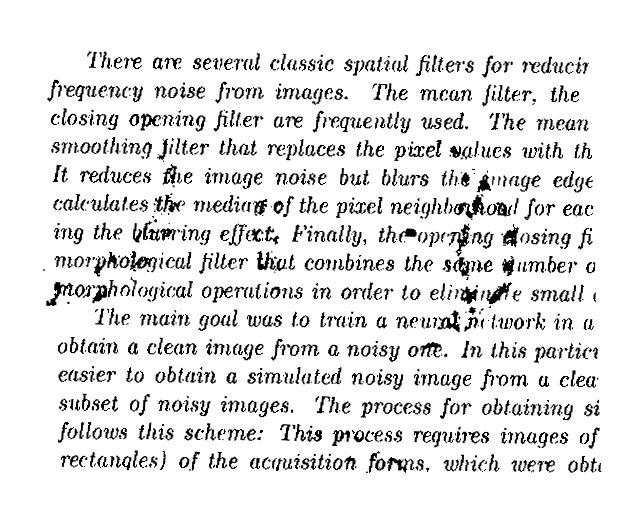 There are several classic spatial filters for reducin
frequency noise from images. The mean filter, the
closing opening filter are frequently used. The mean
smoothing filter that replaces the pixel values with th
It reduces the image noise but blurs the image edge
calculates the median of the pixel neighborhood for eac
ing the blurring effect. Finally, the opening closing fi
morphological filter that combines the same number o
morphological operations in order to eliminate small
The main goal was to train a neural network in a
obtain a clean image from a noisy one. In this partic
easier to obtain a simulated noisy image from a clea
subset of noisy images. The process for obtaining si
follows this scheme: This process requires images of
rectangles) of the acquisition forms, which were obt